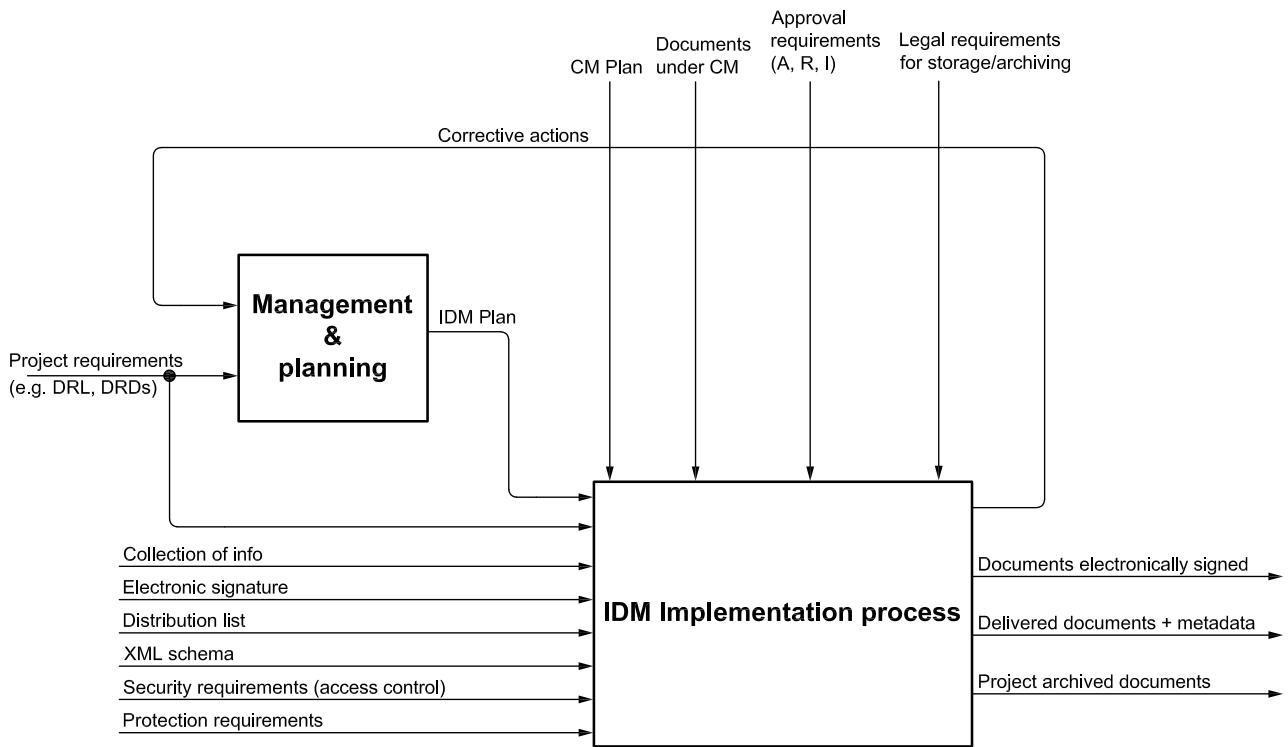 CM Plan
Documents
under CM
Approval
requirements
(A, R, I)
Legal requirements
for storage/archiving
Corrective actions
Management
&
planning
IDM Plan
Project requirements
(e.g. DRL, DRDs)
Collection of info
Electronic signature
Distribution list
XML schema
Security requirements (access control)
Protection requirements
IDM Implementation process
Documents electronically signed
Delivered documents + metadata
Project archived documents